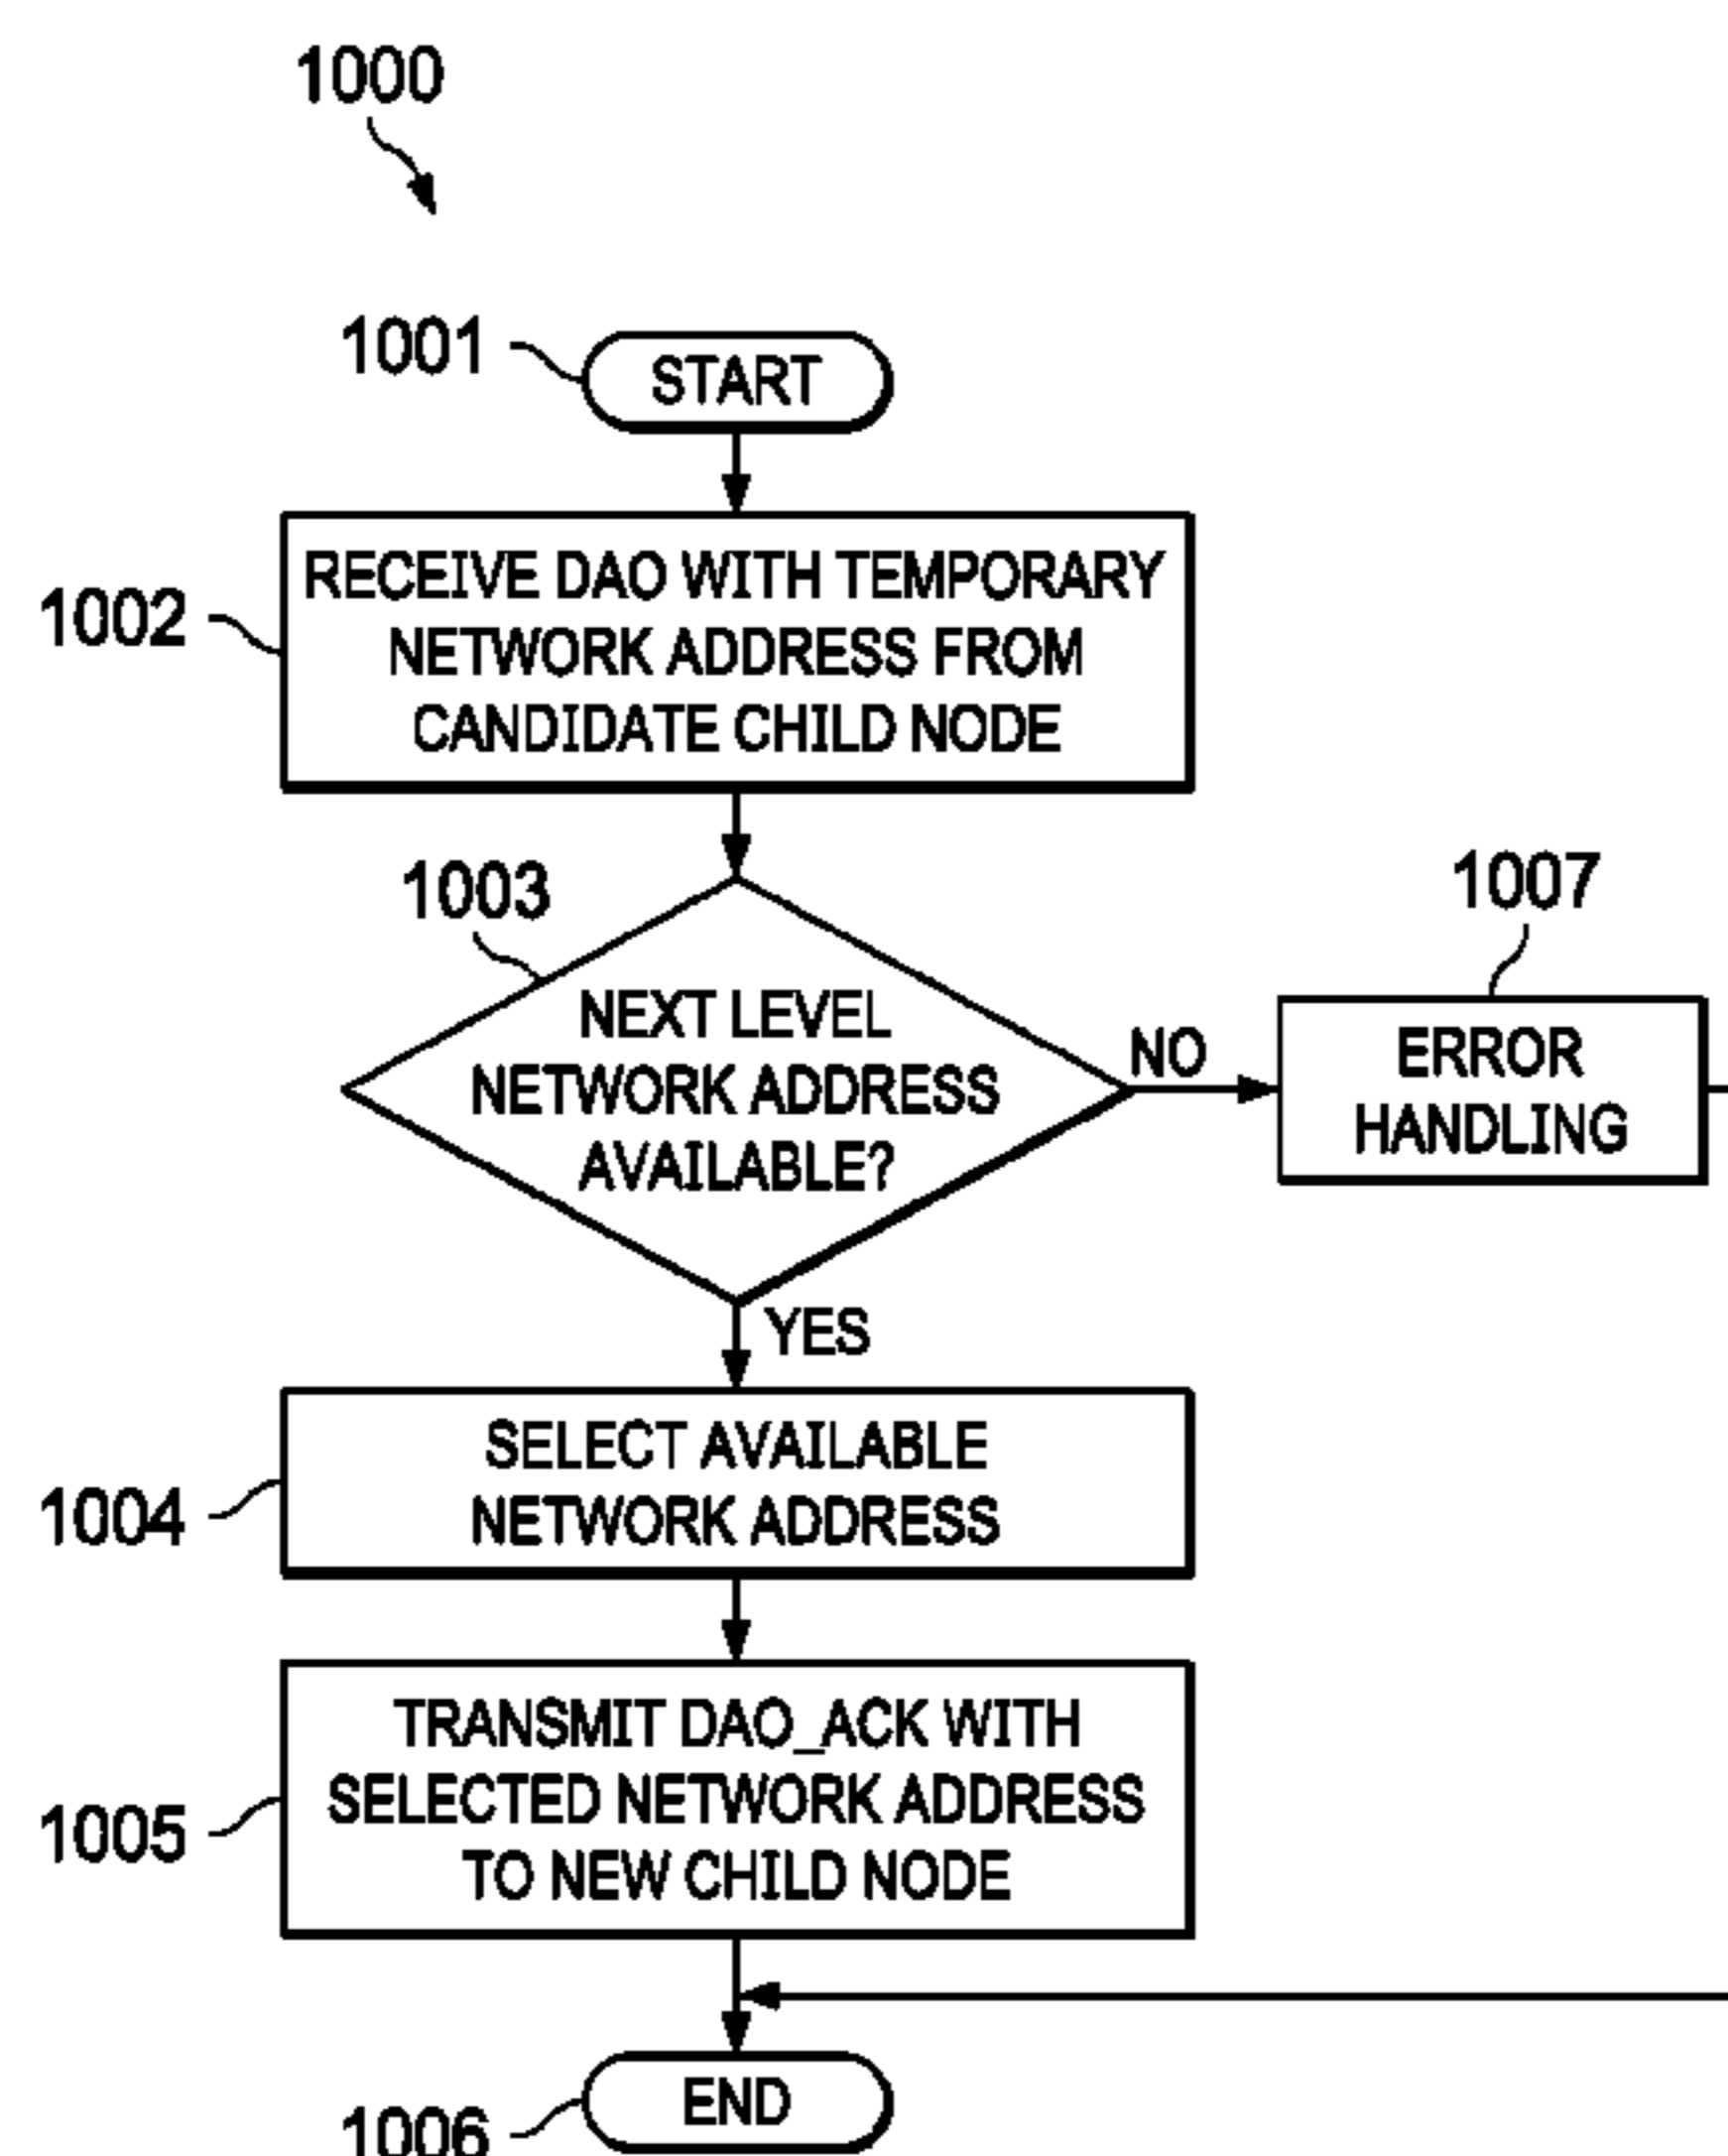 1000
1001
START
1002
RECEIVE DAO WITH TEMPORARY
NETWORK ADDRESS FROM
CANDIDATE CHILD NODE
1003
NEXT LEVEL
NETWORK ADDRESS
AVAILABLE?
NO
1007
ERROR
HANDLING
YES
1004
SELECT AVAILABLE
NETWORK ADDRESS
1005
TRANSMIT DAO_ACK WITH
SELECTED NETWORK ADDRESS
TO NEW CHILD NODE
END
1006